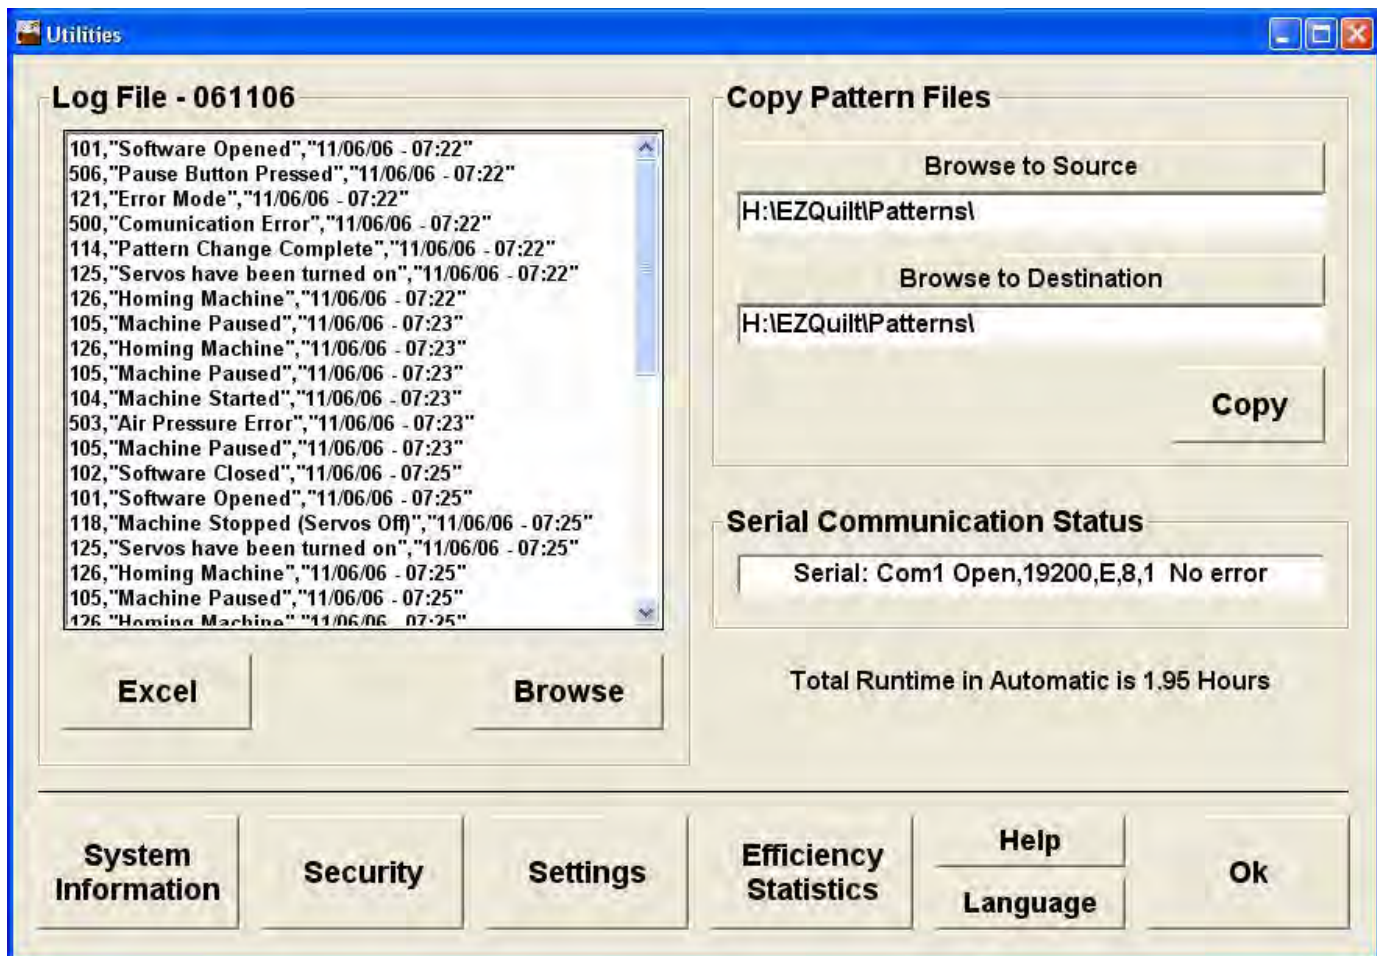 Utilities
Log File - 061106
101,"Software Opened","11/06/06 - 07:22"
506,"Pause Button Pressed","11/06/06 - 07:22"
121,"Error Mode","11/06/06 - 07:22"
500,"Comunication Error","11/06/06 - 07:22"
114,"Pattern Change Complete","11/06/06 - 07:22"
125,"Servos have been turned on","11/06/06 - 07:22"
126,"Homing Machine","11/06/06 - 07:22"
105,"Machine Paused","11/06/06 - 07:23"
126,"Homing Machine","11/06/06 - 07:23"
105,"Machine Paused","11/06/06 - 07:23"
104,"Machine Started","11/06/06 - 07:23"
503,"Air Pressure Error","11/06/06 - 07:23"
105,"Machine Paused","11/06/06 - 07:23"
102,"Software Closed","11/06/06 - 07:25"
101,"Software Opened","11/06/06 - 07:25"
118,"Machine Stopped (Servos Off)","11/06/06 - 07:25"
125,"Servos have been turned on","11/06/06 - 07:25"
126,"Homing Machine","11/06/06 - 07:25"
105,"Machine Paused","11/06/06 - 07:25"
126,"Homing Machine","11/06/06 - 07:25"
Excel
Browse
Copy Pattern Files
Browse to Source
H:\EZQuilt\Patterns\
Browse to Destination
H:\EZQuilt\Patterns\
Copy
Serial Communication Status
Serial: Com1 Open,19200,E,8,1 No error
Total Runtime in Automatic is 1.95 Hours
System
Information
Security
Settings
Efficiency
Statistics
Help
Language
Ok